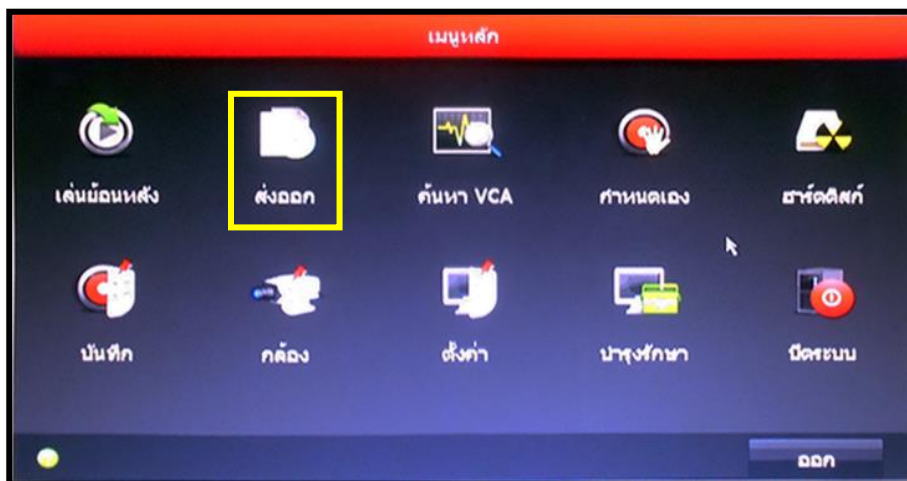 เมนูหลัก
เล่นย้อนหลัง ส่งออก ค้นหา VCA กำหนดเอง ฮาร์ดดิสก์
บันทึก กล้อง ตั้งค่า บำรุงรักษา ปิดระบบ
ออก